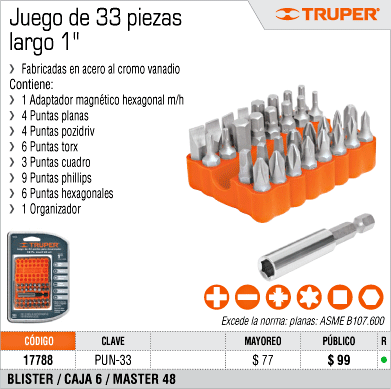 Juego de 33 piezas
largo 1"
TRUPER®
› Fabricadas en acero al cromo vanadio
Contiene:
› 1 Adaptador magnético hexagonal m/h
› 4 Puntas planas
› 4 Puntas pozidriv
› 6 Puntas torx
› 3 Puntas cuadro
› 9 Puntas phillips
› 6 Puntas hexagonales
› 1 Organizador
TRUPER
1"
Excede la norma: planas: ASME B107.600
CÓDIGO CLAVE MAYOREO PÚBLICO R
17788 PUN-33 $ 77 $ 99
BLISTER / CAJA 6 / MASTER 48